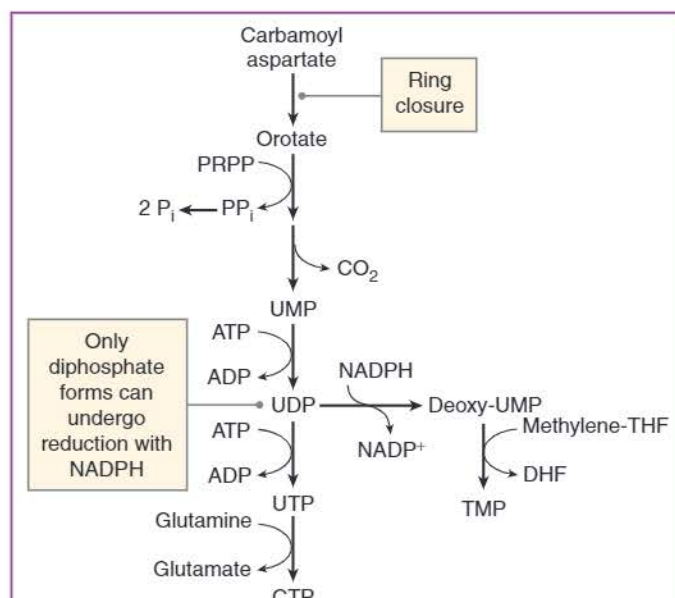 Carbamoyl
aspartate
Ring
closure
Orotate
PRPP
2 Pi
PPi
CO2
UMP
Only
diphosphate
forms can
undergo
reduction with
NADPH
ATP
ADP
NADPH
UDP
Deoxy-UMP
NADP+
Methylene-THF
DHF
TMP
ATP
ADP
UTP
Glutamine
Glutamate
CTP